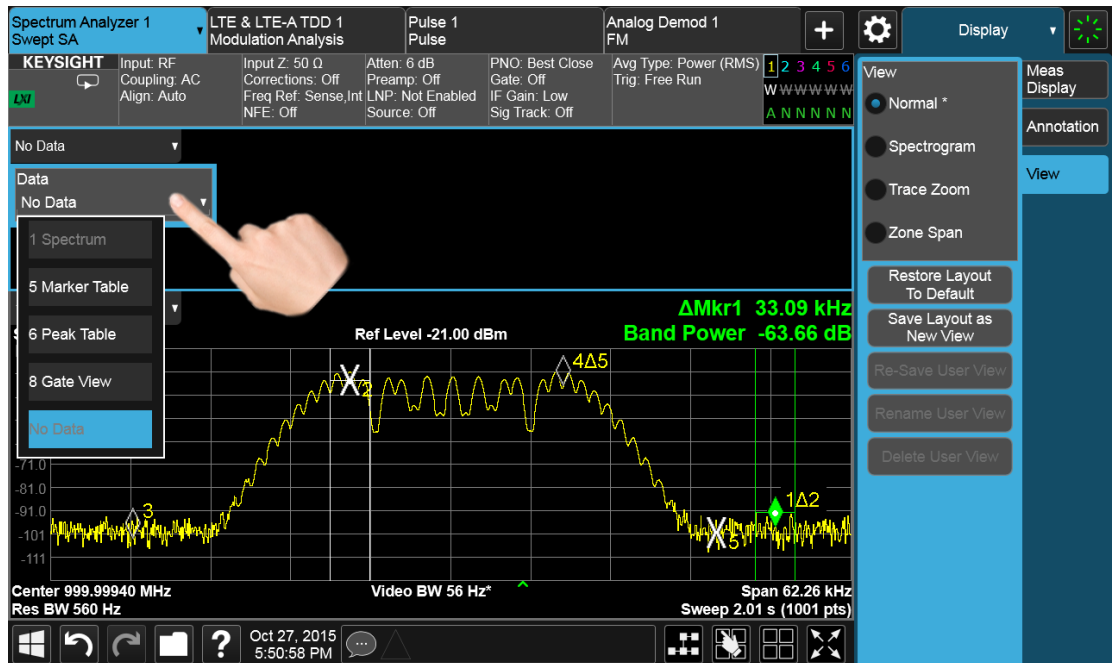 Spectrum Analyzer 1
Swept SA
LTE & LTE-A TDD 1
Modulation Analysis
Pulse 1
Pulse
Analog Demod 1
FM
Display
KEYSIGHT
LXI
Input: RF
Coupling: AC
Align: Auto
Input Z: 50 Ω
Corrections: Off
Freq Ref: Sense,Int
NFE: Off
Atten: 6 dB
Preamp: Off
LNP: Not Enabled
Source: Off
PNO: Best Close
Gate: Off
IF Gain: Low
Sig Track: Off
Avg Type: Power (RMS)
Trig: Free Run
1 2 3 4 5 6
W W W W W W
A N N N N N
No Data
Data
No Data
1 Spectrum
5 Marker Table
6 Peak Table
8 Gate View
No Data
ΔMkr1 33.09 kHz
Ref Level -21.00 dBm
Band Power -63.66 dB
4Δ5
2
-71.0
-81.0
-91.0
-101
-111
3
1Δ2
5
Center 999.99940 MHz
Video BW 56 Hz*
Span 62.26 kHz
Res BW 560 Hz
Sweep 2.01 s (1001 pts)
?
Oct 27, 2015
5:50:58 PM
View
Normal *
Spectrogram
Trace Zoom
Zone Span
Restore Layout
To Default
Save Layout as
New View
Re-Save User View
Rename User View
Delete User View
Meas
Display
Annotation
View